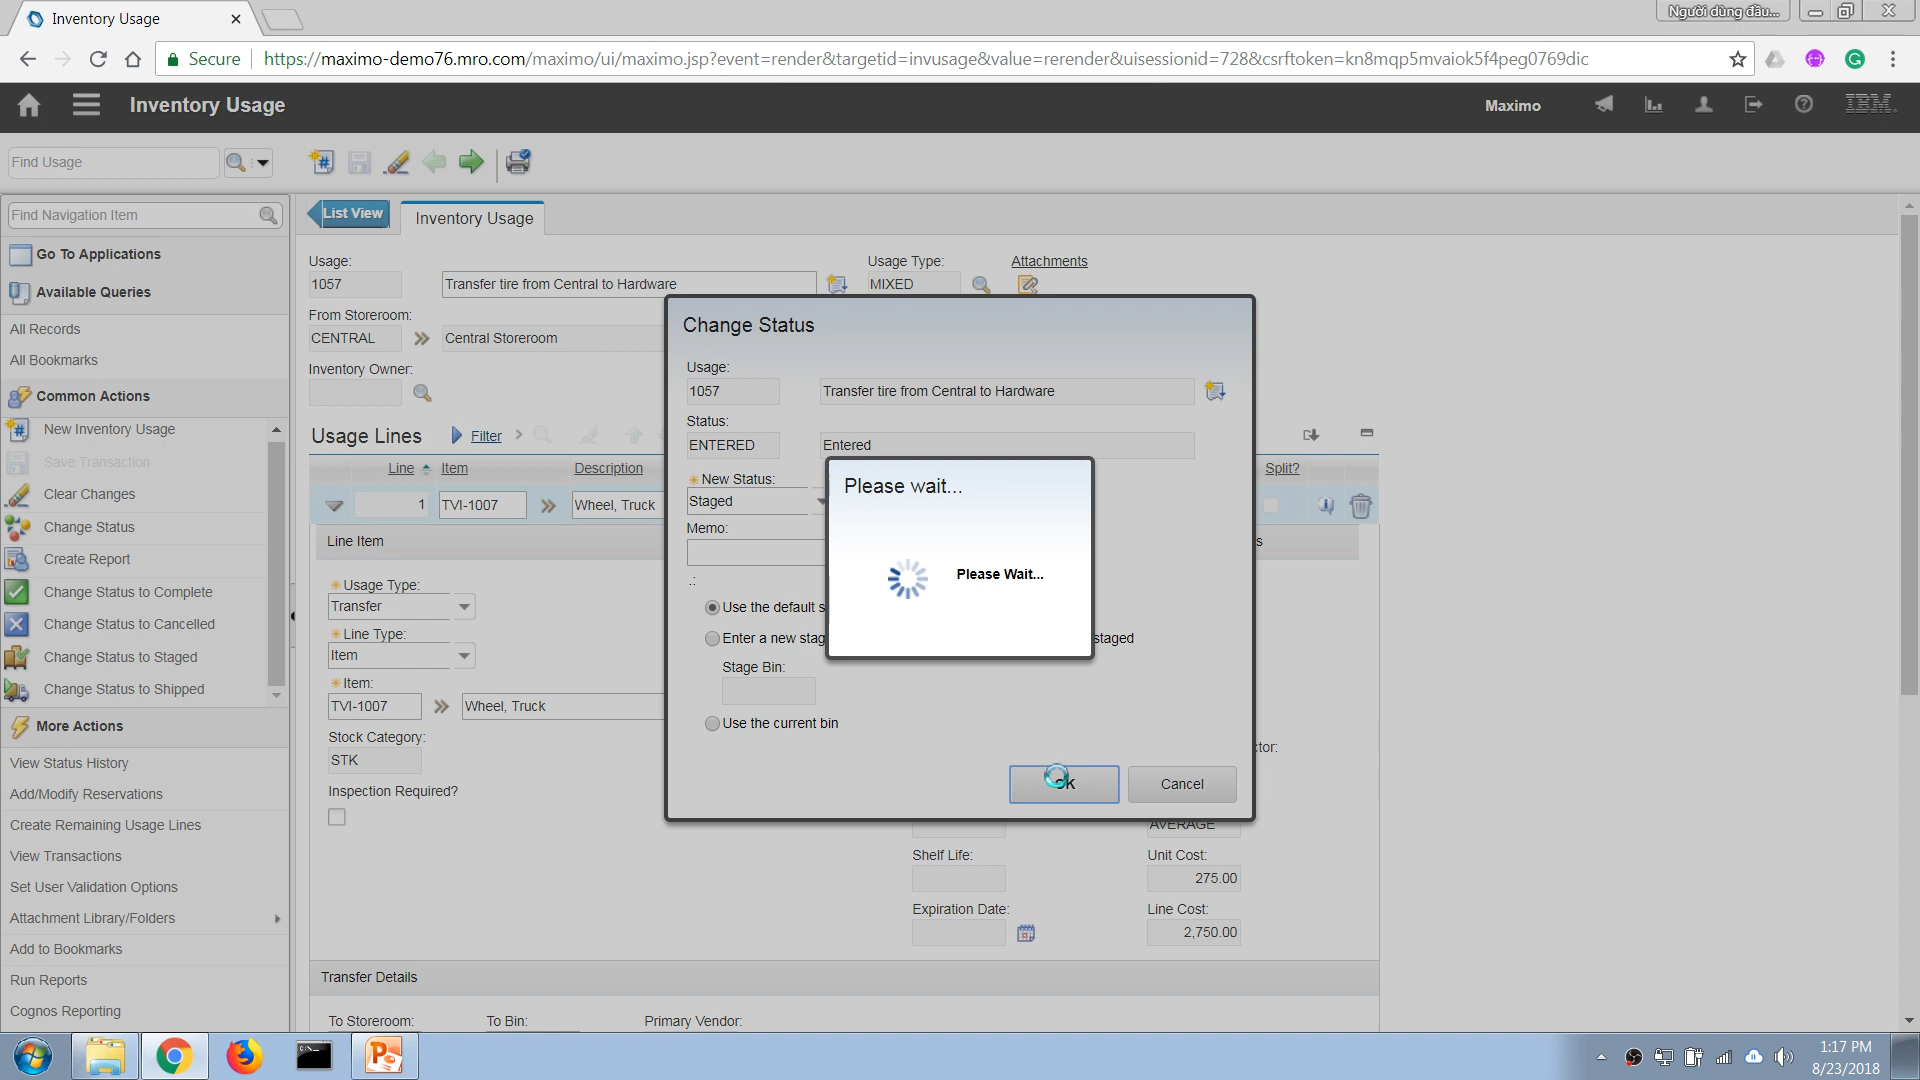 Inventory Usage
Người dùng đầu...
Secure
https://maximo-demo76.mro.com/maximo/ui/maximo.jsp?event=render&targetid=invusage&value=rerender&uisessionid=728&csrftoken=kn8mqp5mvaiok5f4peg0769dic
Inventory Usage
Maximo
IBM.
Find Usage
Find Navigation Item
Go To Applications
Available Queries
All Records
All Bookmarks
Common Actions
New Inventory Usage
Save Transaction
Clear Changes
Change Status
Create Report
Change Status to Complete
Change Status to Cancelled
Change Status to Staged
Change Status to Shipped
More Actions
View Status History
Add/Modify Reservations
Create Remaining Usage Lines
View Transactions
Set User Validation Options
Attachment Library/Folders
Add to Bookmarks
Run Reports
Cognos Reporting
List View
Inventory Usage
Usage:
1057
Transfer tire from Central to Hardware
Usage Type:
MIXED
Attachments
From Storeroom:
CENTRAL
Central Storeroom
Inventory Owner:
Usage Lines
Filter
Line
Item
Description
Split?
1
TVI-1007
Wheel, Truck
Line Item
s
Usage Type:
Transfer
Line Type:
Item
Item:
TVI-1007
Wheel, Truck
Stock Category:
STK
Inspection Required?
tor:
AVERAGE
Shelf Life:
Unit Cost:
275.00
Expiration Date:
Line Cost:
2,750.00
Transfer Details
To Storeroom:
To Bin:
Primary Vendor:
Change Status
Usage:
1057
Transfer tire from Central to Hardware
Status:
ENTERED
Entered
New Status:
Staged
Memo:
.:
Use the default s
Enter a new stag
staged
Stage Bin:
Use the current bin
OK
Cancel
Please wait...
Please Wait...
1:17 PM
8/23/2018